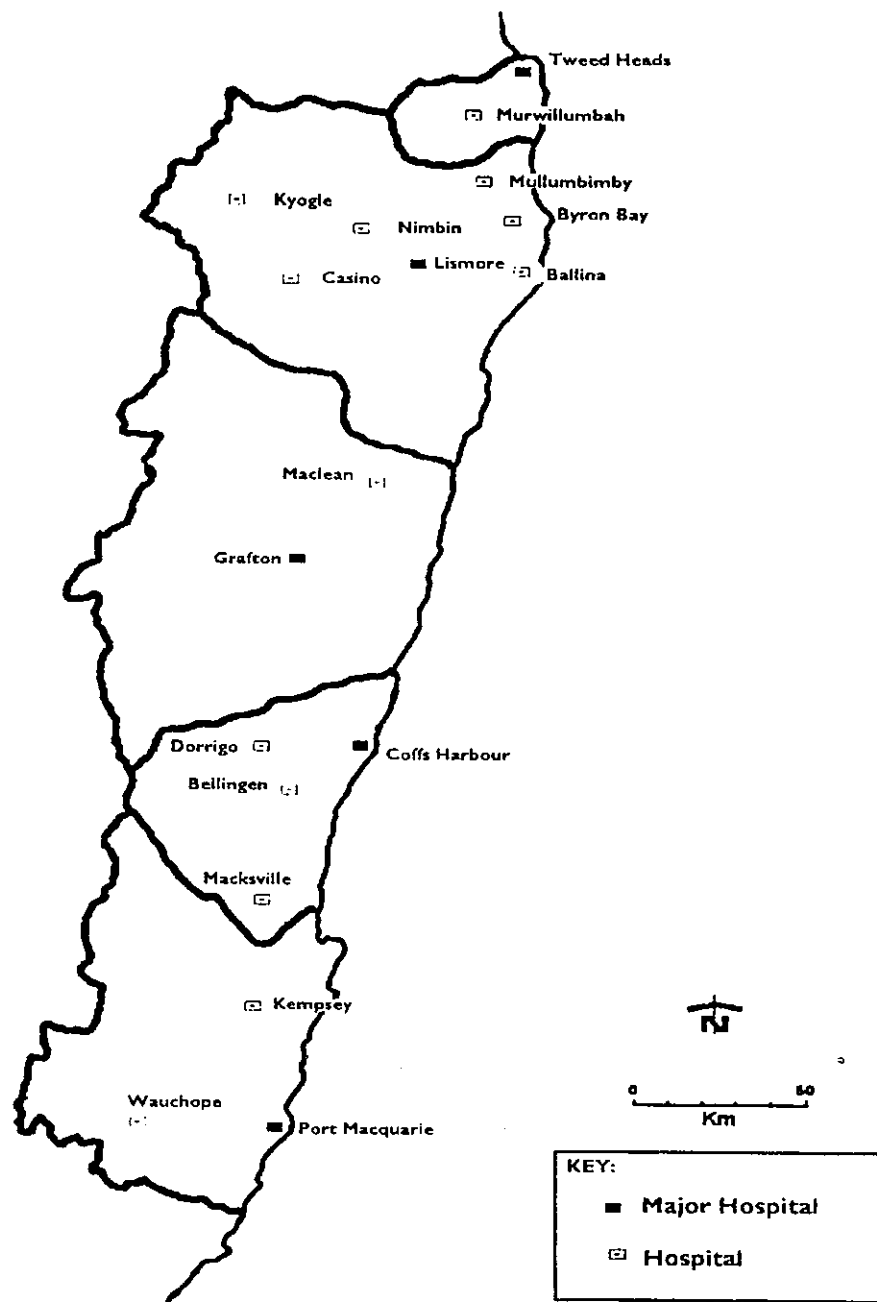 Tweed Heads
Murwillumbah
Mullumbimby
Kyogle
Byron Bay
Nimbin
Lismore
Casino
Ballina
Maclean
Grafton
Dorrigo
Coffs Harbour
Bellingen
Macksville
Kempsey
Wauchope
Port Macquarie
N
0 60
Km
KEY:
Major Hospital
Hospital